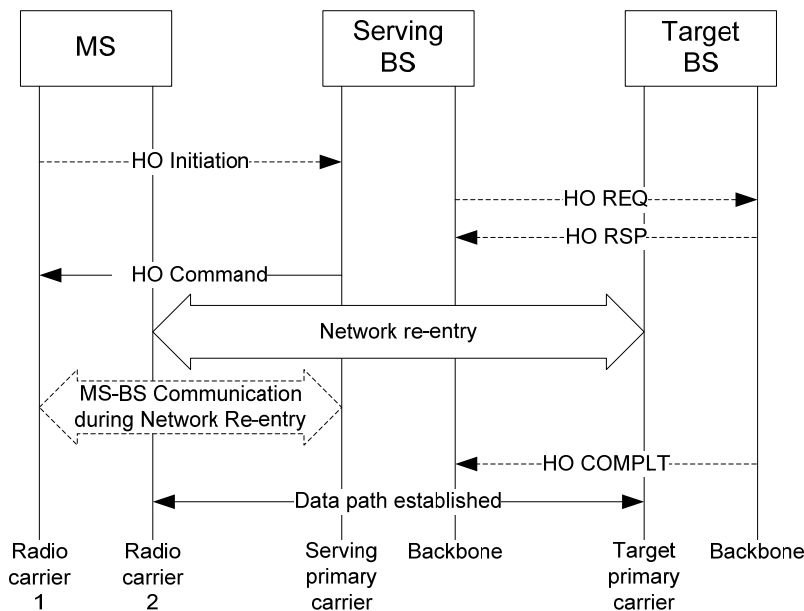 MS
Serving
BS
Target
BS
HO Initiation
HO REQ
HO RSP
HO Command
Network re-entry
MS-BS Communication
during Network Re-entry
HO COMPLT
Data path established
Radio
carrier
1
Radio
carrier
2
Serving
primary
carrier
Backbone
Target
primary
carrier
Backbone